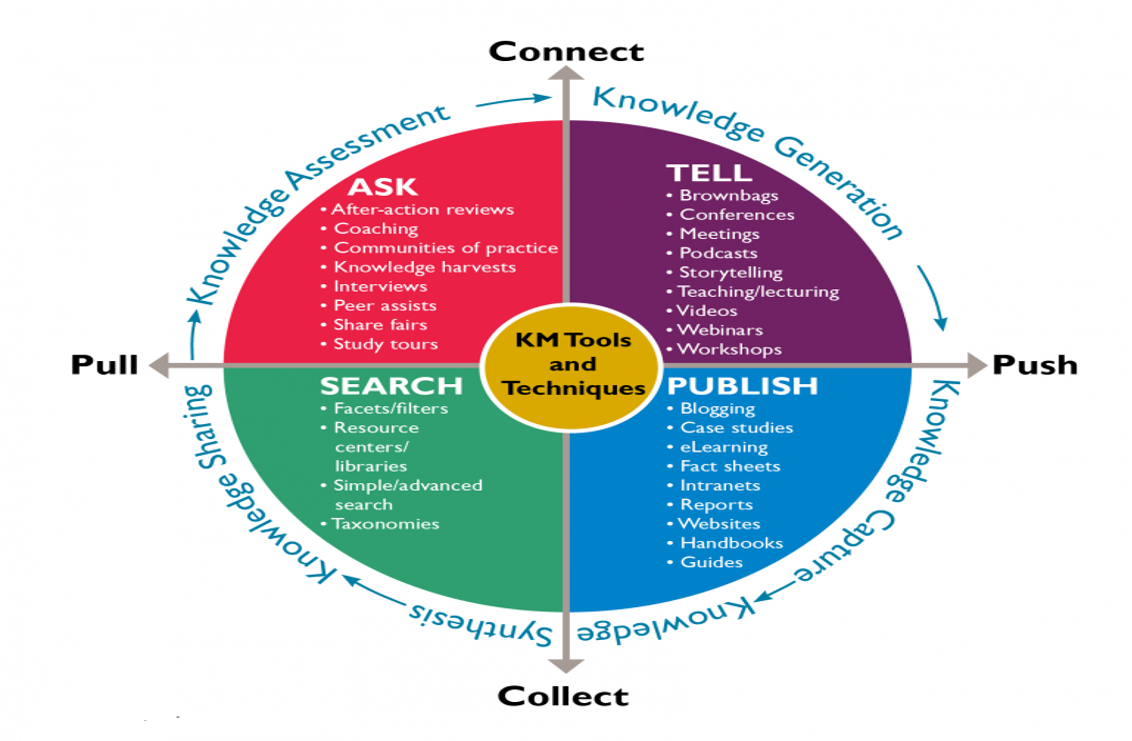 Connect
Knowledge Assessment
Knowledge Generation
ASK
• After-action reviews
• Coaching
• Communities of practice
• Knowledge harvests
• Interviews
• Peer assists
• Share fairs
• Study tours
TELL
• Brownbags
• Conferences
• Meetings
• Podcasts
• Storytelling
• Teaching/lecturing
• Videos
• Webinars
• Workshops
KM Tools
and
Techniques
Pull
Push
SEARCH
• Facets/filters
• Resource
centers/
libraries
• Simple/advanced
search
• Taxonomies
PUBLISH
• Blogging
• Case studies
• eLearning
• Fact sheets
• Intranets
• Reports
• Websites
• Handbooks
• Guides
Knowledge Capture
Knowledge Synthesis
Knowledge Sharing
Collect